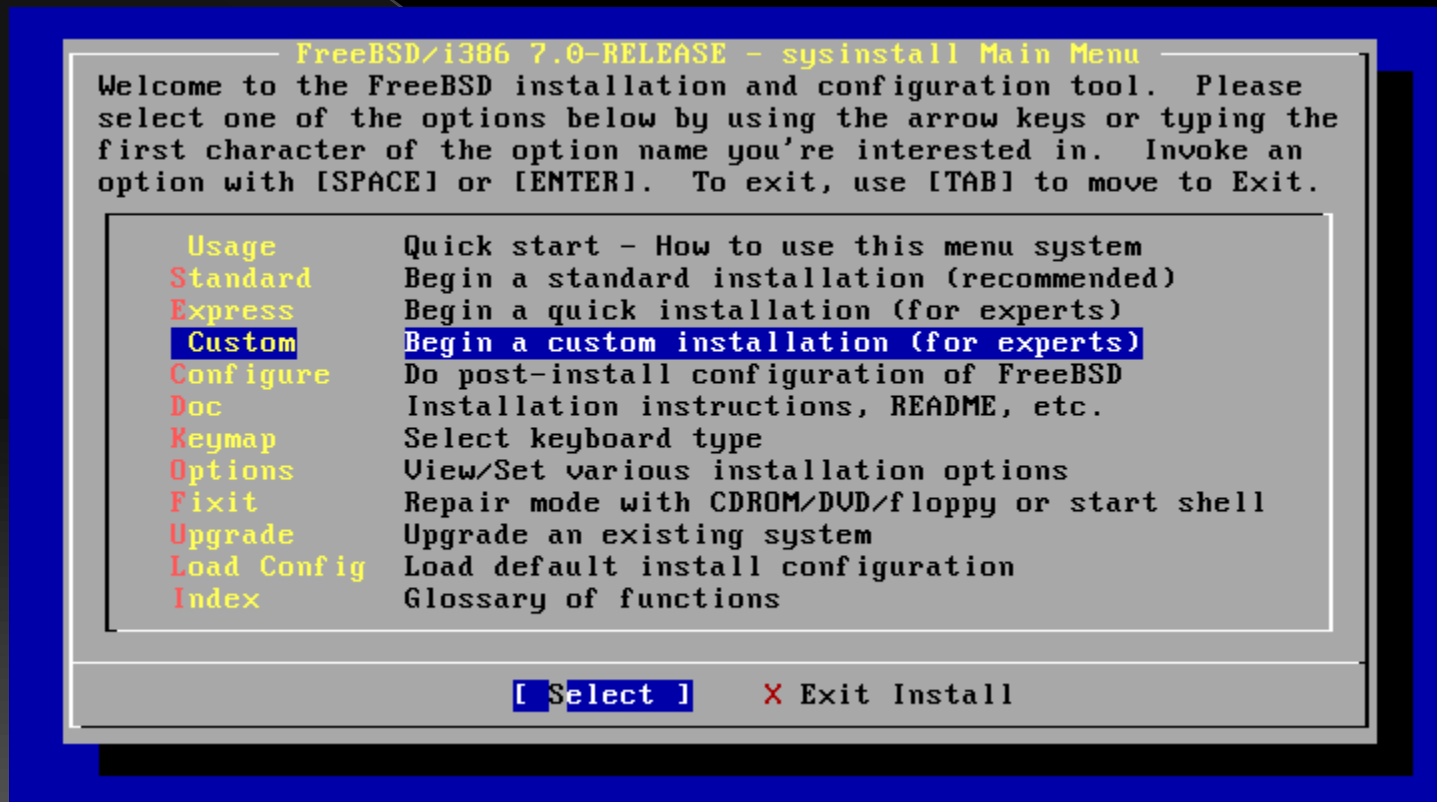 FreeBSD/i386 7.0-RELEASE - sysinstall Main Menu
Welcome to the FreeBSD installation and configuration tool.  Please
select one of the options below by using the arrow keys or typing the
first character of the option name you're interested in.  Invoke an
option with [SPACE] or [ENTER].  To exit, use [TAB] to move to Exit.
Usage Quick start - How to use this menu system
Standard Begin a standard installation (recommended)
Express Begin a quick installation (for experts)
Custom Begin a custom installation (for experts)
Configure Do post-install configuration of FreeBSD
Doc Installation instructions, README, etc.
Keymap Select keyboard type
Options View/Set various installation options
Fixit Repair mode with CDROM/DVD/floppy or start shell
Upgrade Upgrade an existing system
Load Config Load default install configuration
Index Glossary of functions
[ Select ] X Exit Install